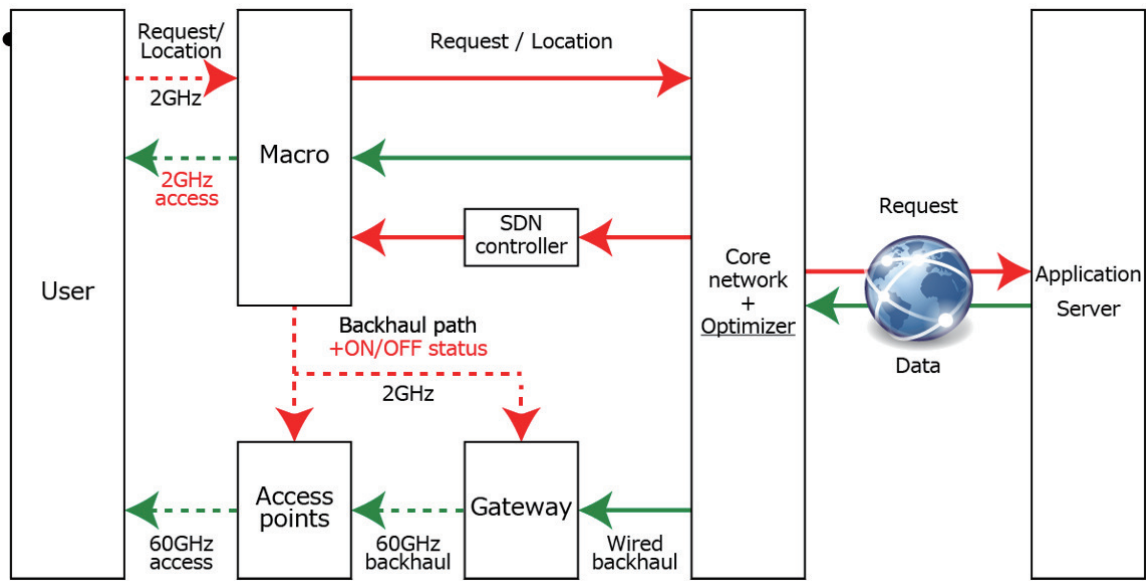 Request/
Location
2GHz
Request / Location
Macro
2GHz
access
SDN
controller
User
Core
network
+
Optimizer
Request
Data
Application
Server
Backhaul path
+ON/OFF status
2GHz
Access
points
Gateway
60GHz
access
60GHz
backhaul
Wired
backhaul